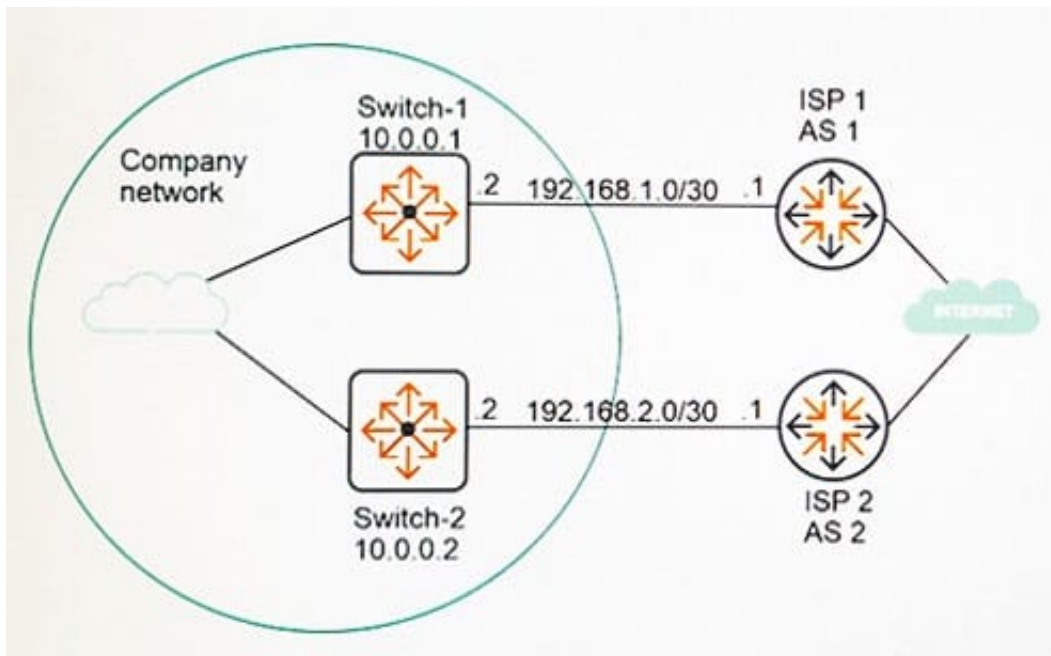 Company
network
Switch-1
10.0.0.1
.2 192.168.1.0/30 .1
ISP 1
AS 1
INTERNET
Switch-2
10.0.0.2
.2 192.168.2.0/30 .1
ISP 2
AS 2